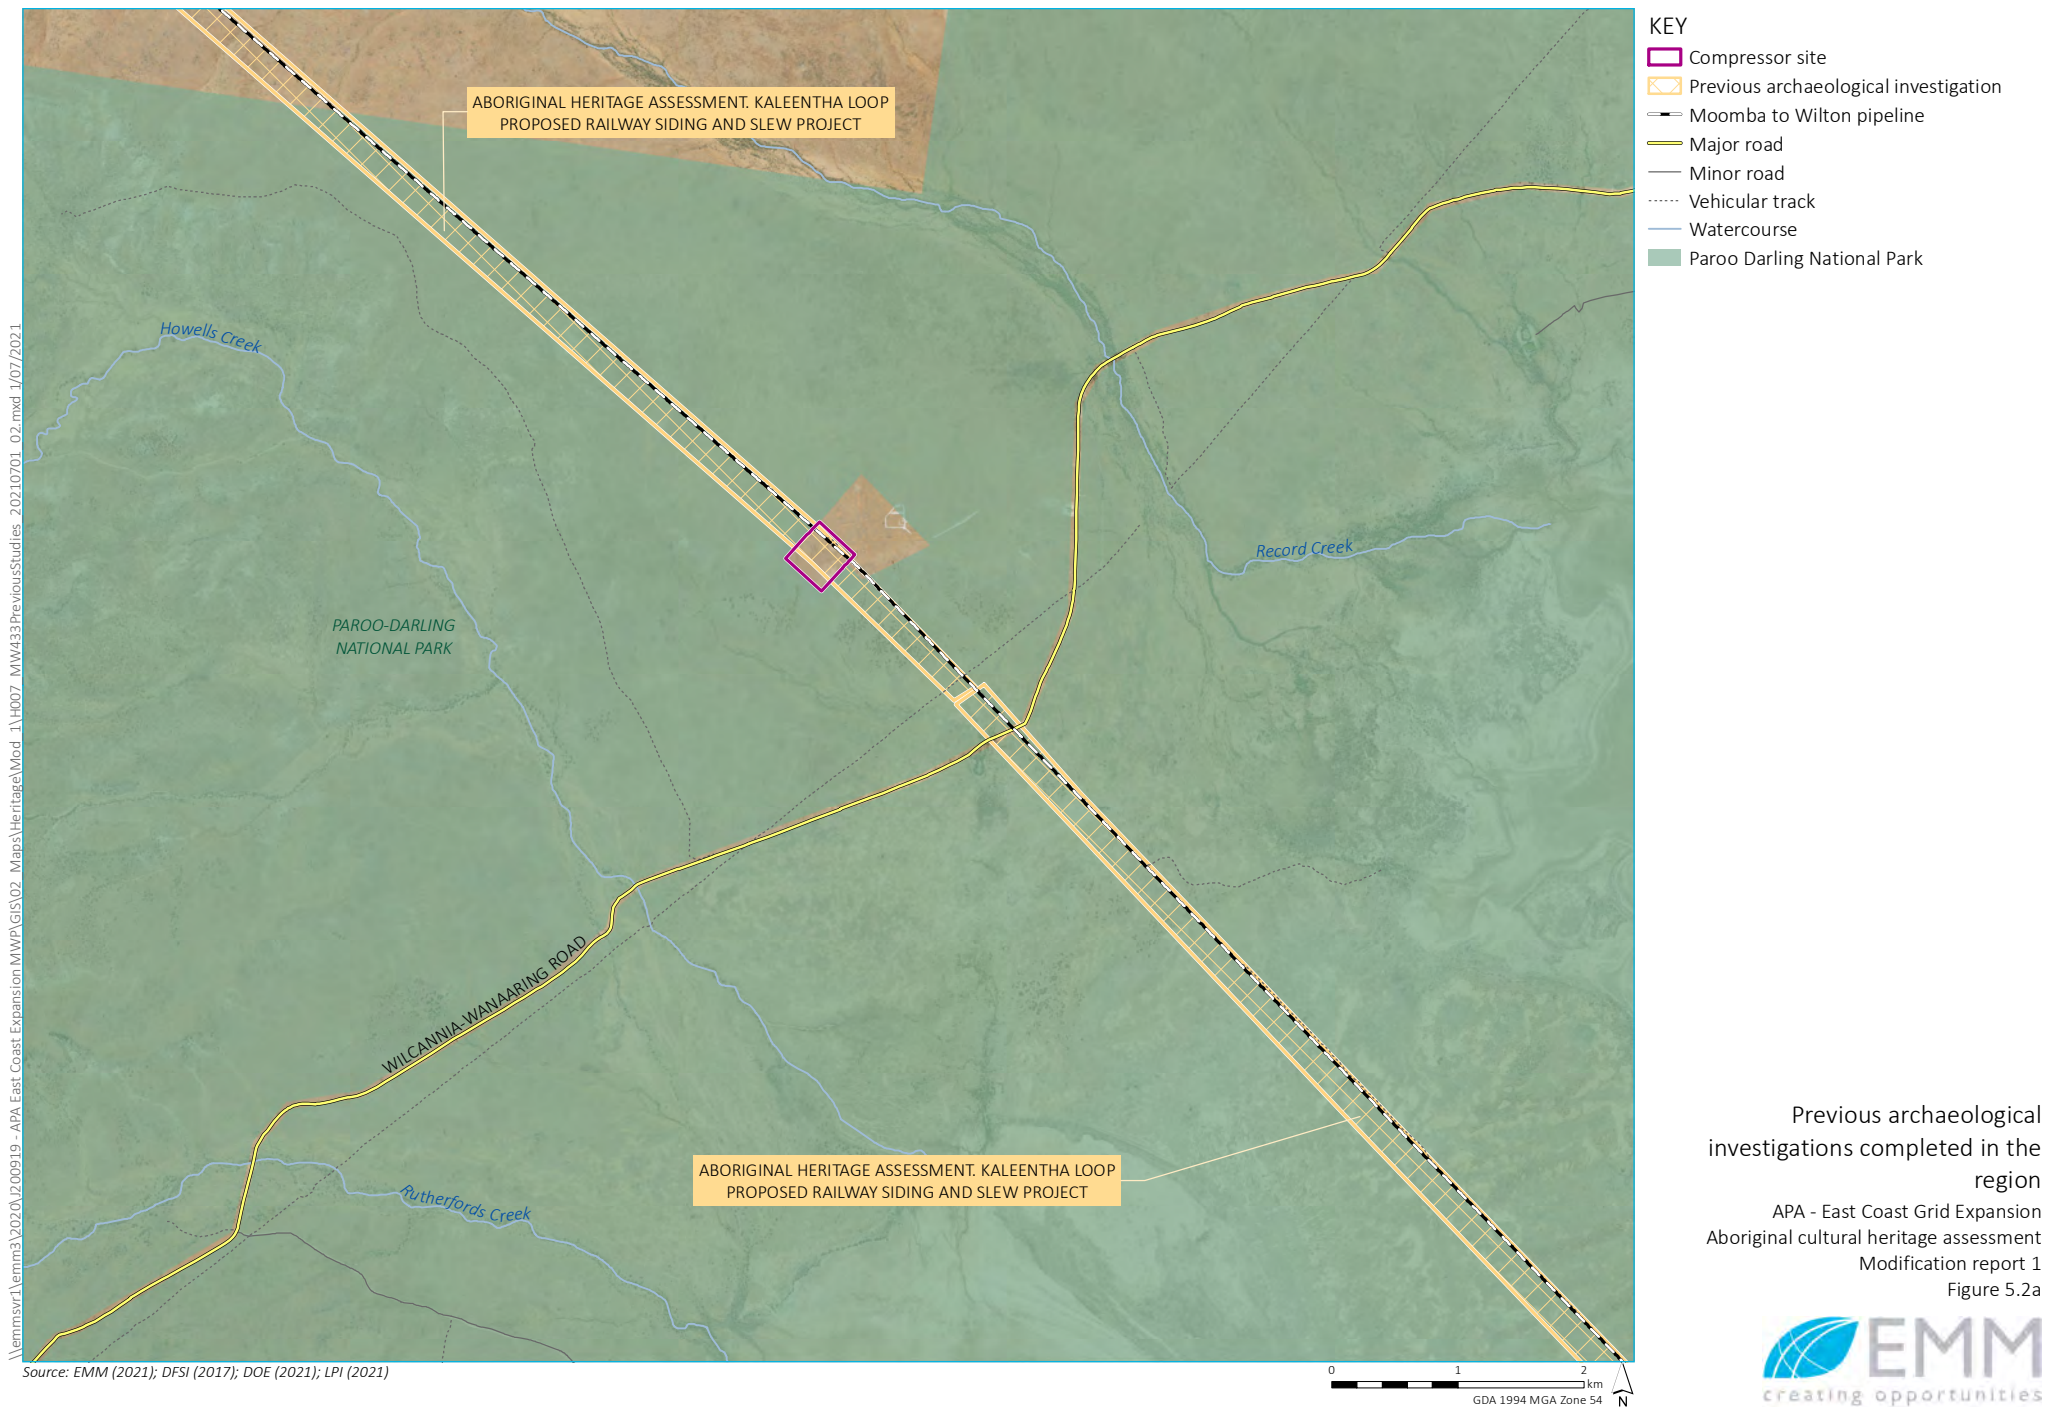 KEY
Compressor site
Previous archaeological investigation
Moomba to Wilton pipeline
Major road
Minor road
Vehicular track
Watercourse
Paroo Darling National Park
ABORIGINAL HERITAGE ASSESSMENT. KALEENTHA LOOP
PROPOSED RAILWAY SIDING AND SLEW PROJECT
Howells Creek
Record Creek
PAROO-DARLING
NATIONAL PARK
WILCANNIA-WANAARING ROAD
ABORIGINAL HERITAGE ASSESSMENT. KALEENTHA LOOP
PROPOSED RAILWAY SIDING AND SLEW PROJECT
Rutherfords Creek
\\emmsvr1\emm3\2020\J200919 - APA East Coast Expansion MWP\GIS\02_Maps\Heritage\Mod_1\H007_MW433PreviousStudies_20210701_02.mxd 1/07/2021
Source: EMM (2021); DFSI (2017); DOE (2021); LPI (2021)
0 1 2
km
GDA 1994 MGA Zone 54
N
Previous archaeological
investigations completed in the
region
APA - East Coast Grid Expansion
Aboriginal cultural heritage assessment
Modification report 1
Figure 5.2a
EMM
creating opportunities